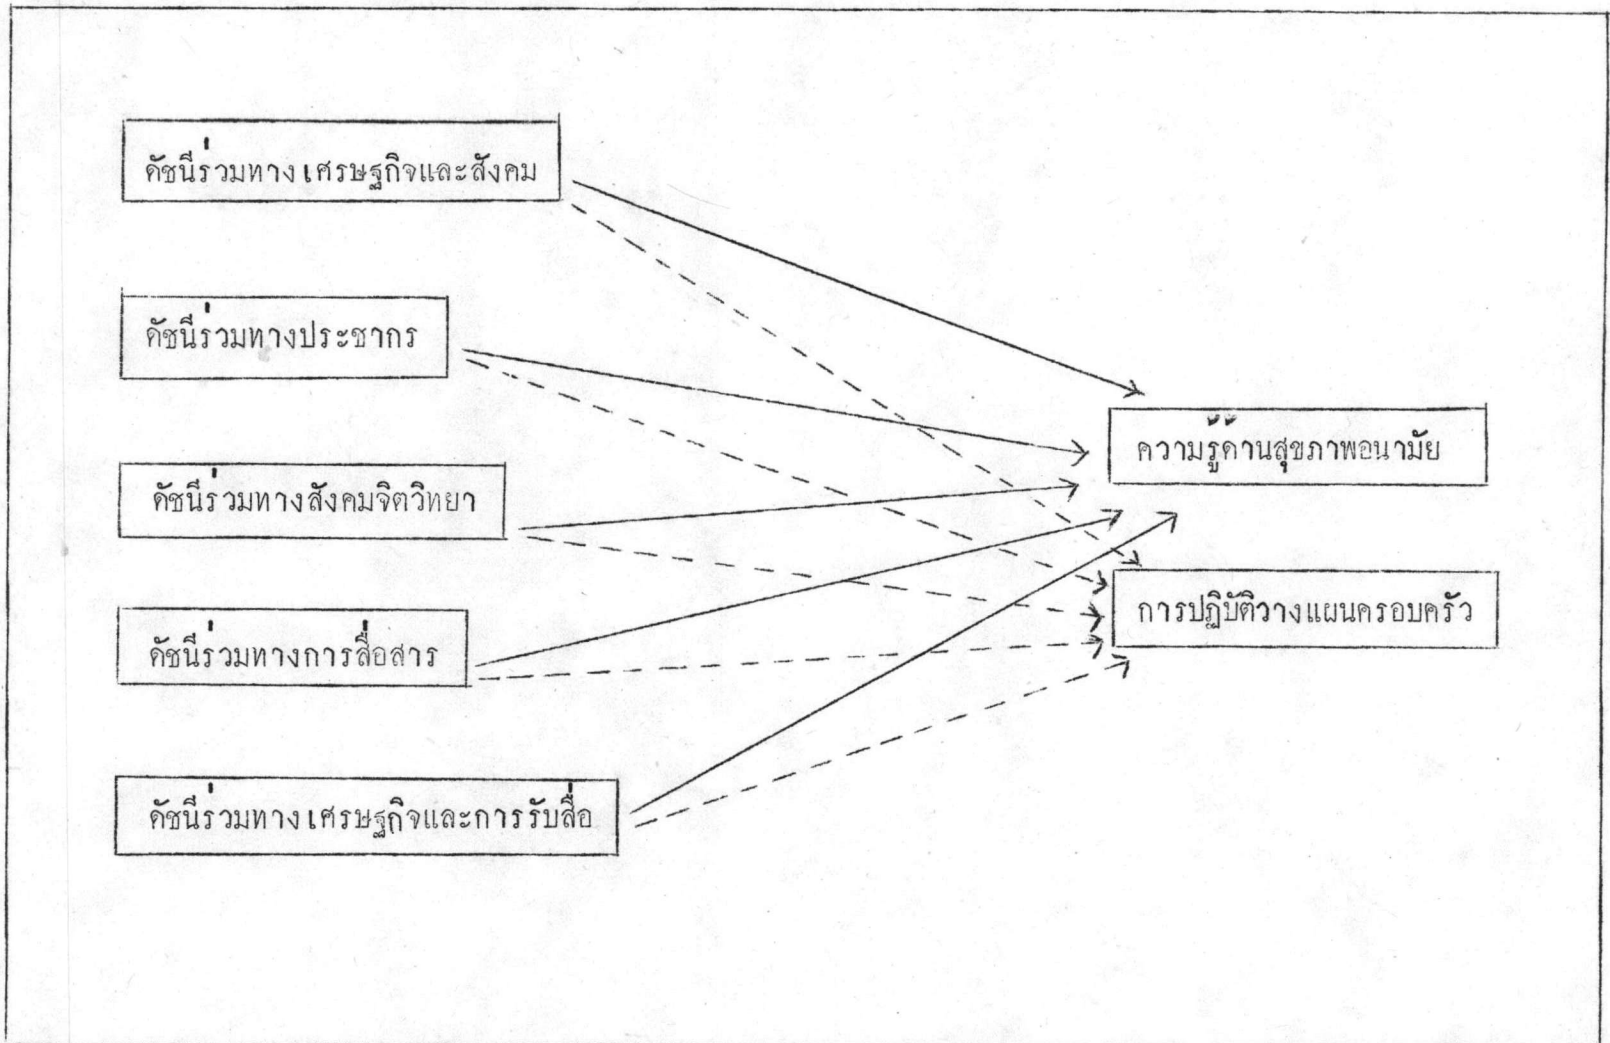 ดัชนีร่วมทางเศรษฐกิจและสังคม
ดัชนีร่วมทางประชากร
ดัชนีร่วมทางสังคมจิตวิทยา
ดัชนีร่วมทางการสื่อสาร
ดัชนีร่วมทางเศรษฐกิจและการรับสื่อ
ความรู้ด้านสุขภาพอนามัย
การปฏิบัติวางแผนครอบครัว